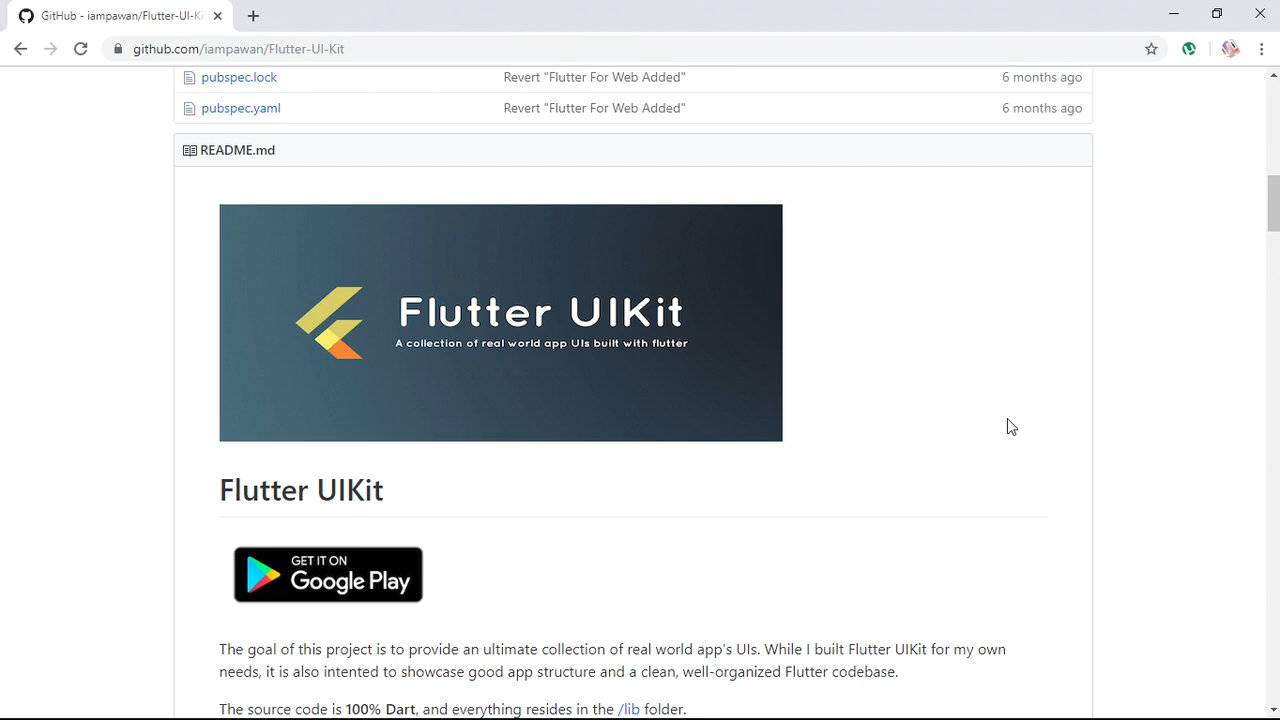 GitHub - iampawan/Flutter-UI-Ki
github.com/iampawan/Flutter-UI-Kit
pubspec.lock Revert "Flutter For Web Added" 6 months ago
pubspec.yaml Revert "Flutter For Web Added" 6 months ago
README.md
Flutter UIKit
A collection of real world app UIs built with flutter
Flutter UIKit
GET IT ON
Google Play
The goal of this project is to provide an ultimate collection of real world app's UIs. While I built Flutter UIKit for my own
needs, it is also intented to showcase good app structure and a clean, well-organized Flutter codebase.
The source code is 100% Dart, and everything resides in the /lib folder.